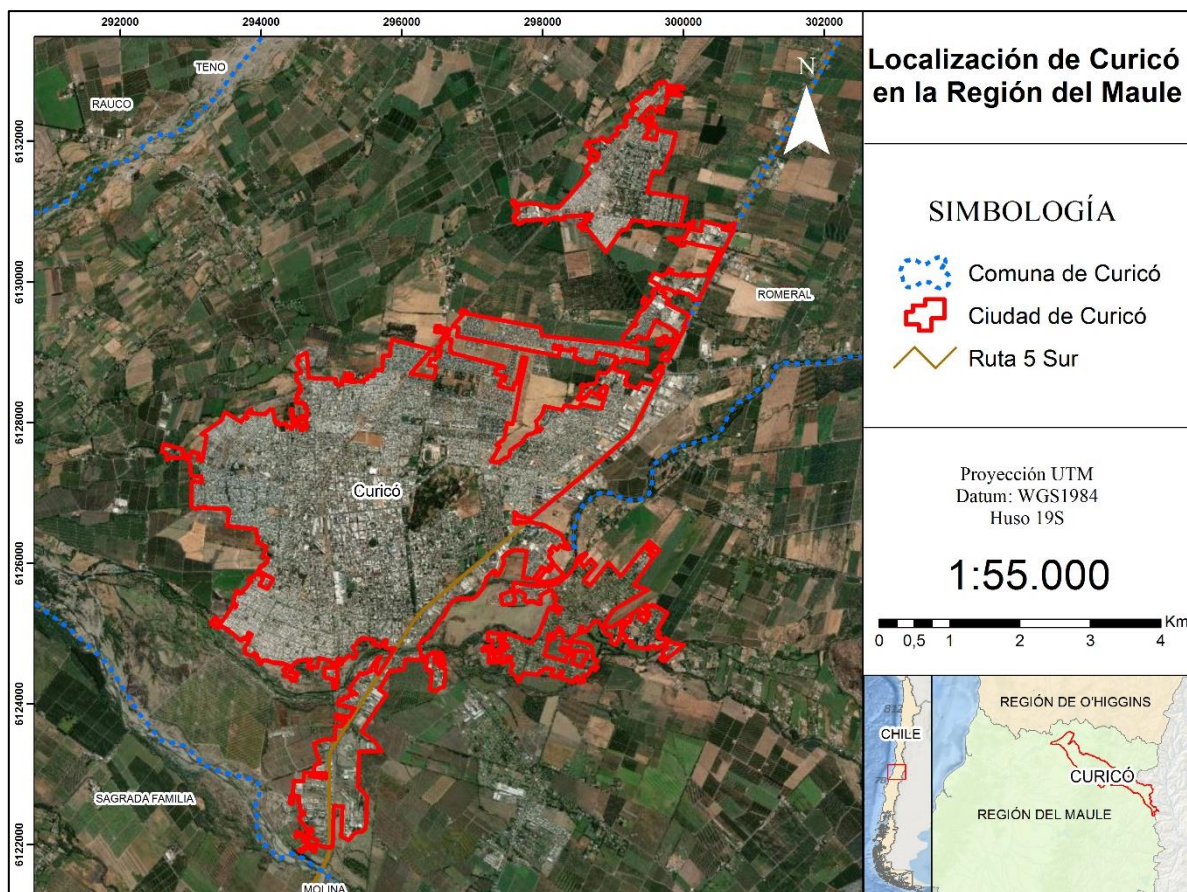 292000 294000 296000 298000 300000 302000
Localización de Curicó
en la Región del Maule
N
TENO
RAUCO
6132000
6130000
6128000
6126000
6124000
6122000
ROMERAL
Curicó
SAGRADA FAMILIA
MOLINA
SIMBOLOGÍA
Comuna de Curicó
Ciudad de Curicó
Ruta 5 Sur
Proyección UTM
Datum: WGS1984
Huso 19S
1:55.000
Km
0 0,5 1 2 3 4
CHILE
REGIÓN DE O'HIGGINS
CURICÓ
REGIÓN DEL MAULE